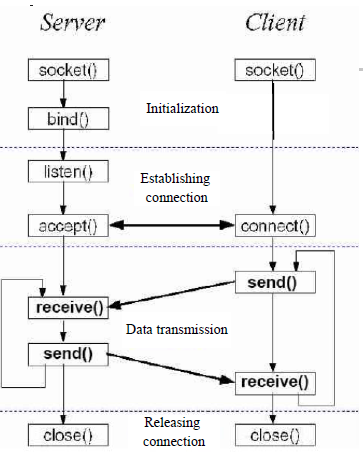 Server Client
socket() socket()
Initialization
bind()
listen()
Establishing
connection
accept() connect()
send()
receive()
Data transmission
send()
receive()
Releasing
connection
close() close()